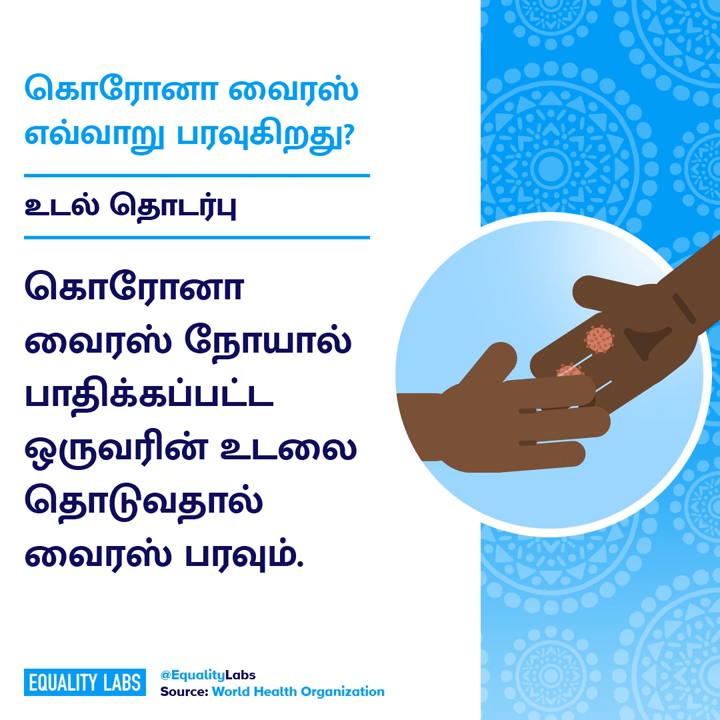 கொரோனா வைரஸ்
எவ்வாறு பரவுகிறது?
உடல் தொடர்பு
கொரோனா
வைரஸ் நோயால்
பாதிக்கப்பட்ட
ஒருவரின் உடலை
தொடுவதால்
வைரஸ் பரவும்.
EQUALITY LABS
@EqualityLabs
Source: World Health Organization